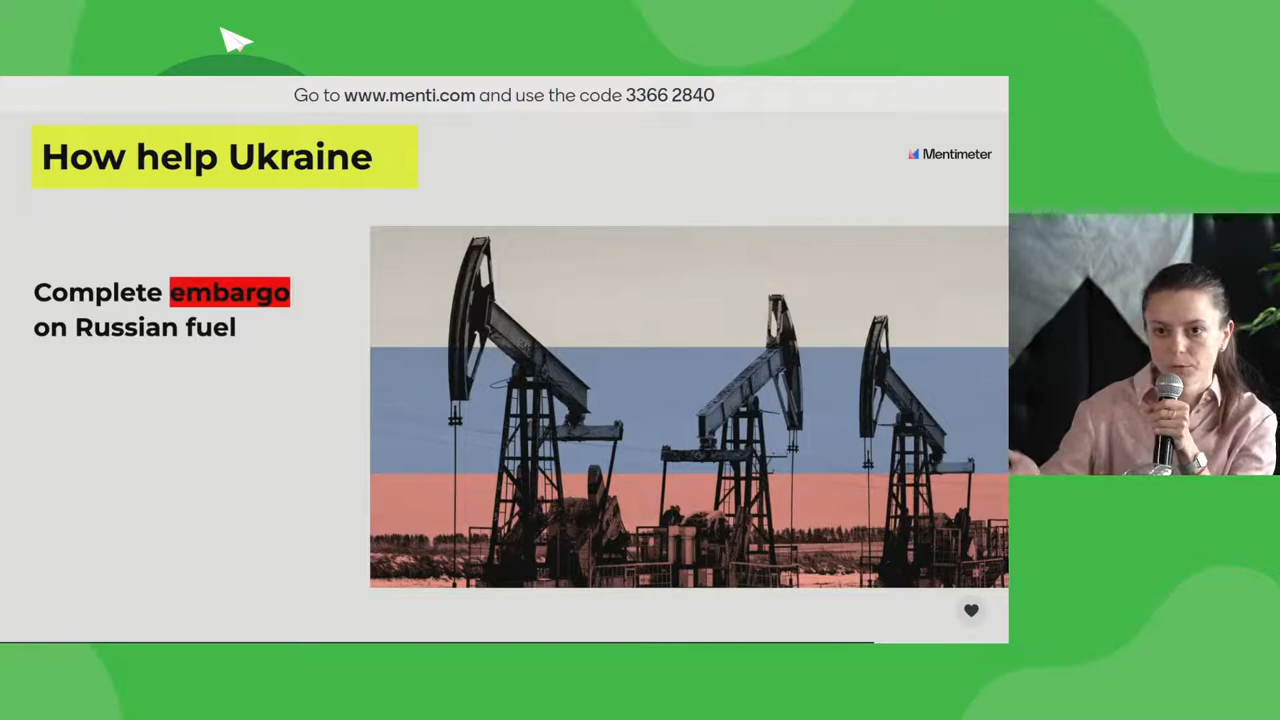 Go to www.menti.com and use the code 3366 2840
How help Ukraine
Mentimeter
Complete embargo
on Russian fuel